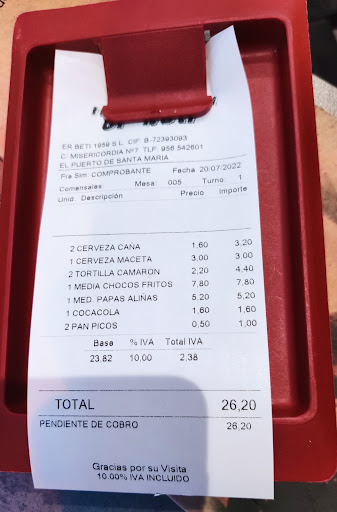 ER BETI 1959 S.L. CIF: B-72393093
C/ MISERICORDIA Nº7. TLF: 956 542601
EL PUERTO DE SANTA MARIA
Fra.Sim: COMPROBANTE Fecha 20/07/2022
Comensales Mesa: 005 Turno: 1
Unid. Descripción Precio Importe
2 CERVEZA CAÑA 1,60 3,20
1 CERVEZA MACETA 3,00 3,00
2 TORTILLA CAMARON 2,20 4,40
1 MEDIA CHOCOS FRITOS 7,80 7,80
1 MED. PAPAS ALIÑAS 5,20 5,20
1 COCACOLA 1,60 1,60
2 PAN PICOS 0,50 1,00
Base % IVA Total IVA
23,82 10,00 2,38
TOTAL 26,20
PENDIENTE DE COBRO 26,20
Gracias por su Visita
10.00% IVA INCLUIDO